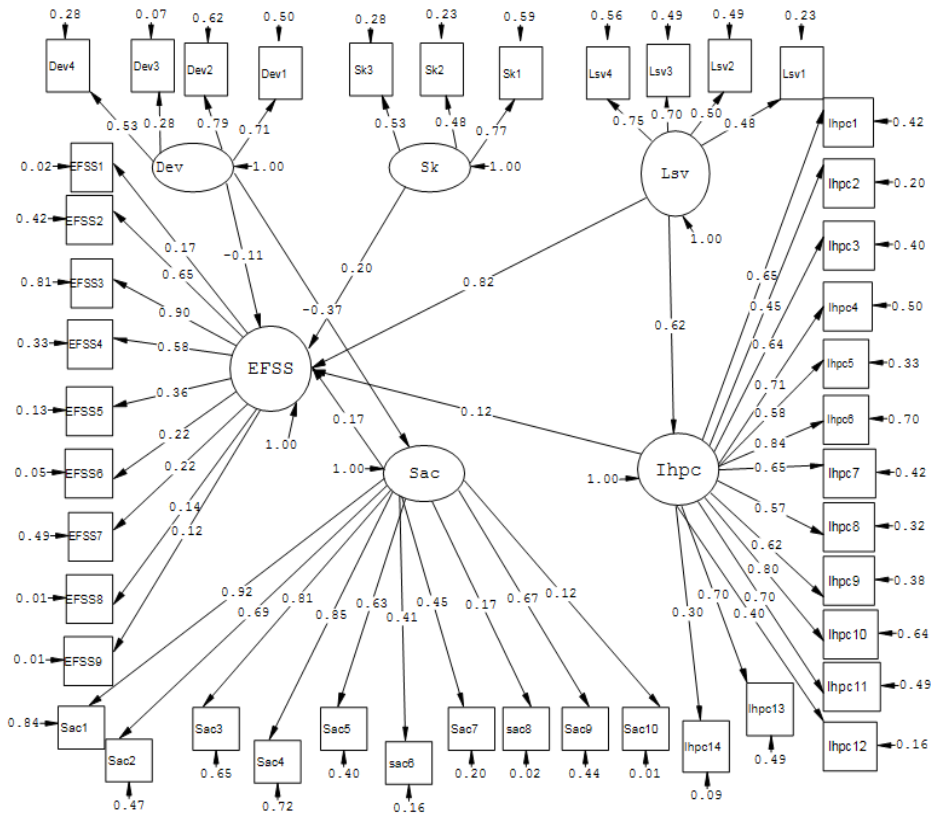 0.28 0.07 0.62 0.50 0.28 0.23 0.59 0.56 0.49 0.49 0.23
Dev4 Dev3 Dev2 Dev1 Sk3 Sk2 Sk1 Lsv4 Lsv3 Lsv2 Lsv1
0.53 0.28 0.79 0.71 0.53 0.48 0.77 0.75 0.70 0.50 0.48
Ihpc1 0.42
Dev 1.00 Sk 1.00 Lsv 1.00
0.02 EFSS1
Ihpc2 0.20
0.42 EFSS2
Ihpc3 0.40
0.17 -0.11 0.20 0.82
0.65 0.65
0.81 EFSS3
0.90 -0.37 0.45
Ihpc4 0.50
0.62 0.64
0.33 EFSS4 0.58
Ihpc5 0.33
EFSS 1.00
0.71
0.13 EFSS5 0.36
0.58
Ihpc6 0.70
0.22 0.17 0.12 0.84
0.05 EFSS6 0.22
1.00 Sac 1.00 Ihpc 0.65
Ihpc7 0.42
0.49 EFSS7 0.14
0.12
0.57
Ihpc8 0.32
0.62
0.01 EFSS8
Ihpc9 0.38
0.92 0.69 0.81 0.85 0.63 0.41 0.45 0.17 0.67 0.12
0.30 0.70 0.40 0.70 0.80
Ihpc10 0.64
0.01 EFSS9
Ihpc11 0.49
0.84 Sac1 Sac3 Sac5 Sac7 sac8 Sac9 Sac10 Ihpc13
Sac2 Sac4 sac6 Ihpc14 Ihpc12 0.16
0.65 0.40 0.20 0.02 0.44 0.01 0.49
0.47 0.72 0.16 0.09